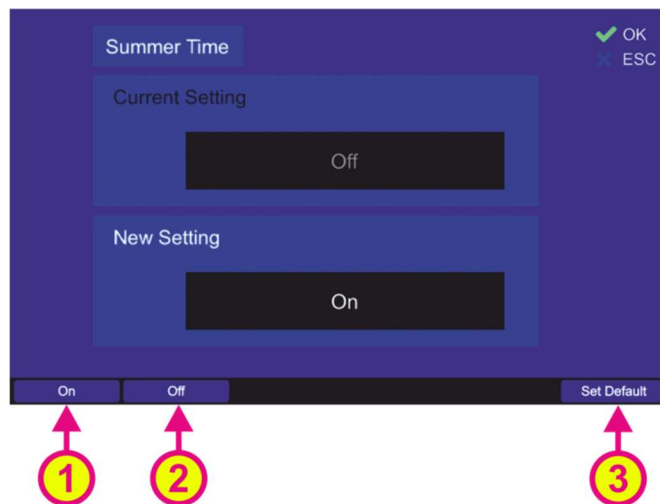 Summer Time
OK
ESC
Current Setting
Off
New Setting
On
On
Off
Set Default
1
2
3